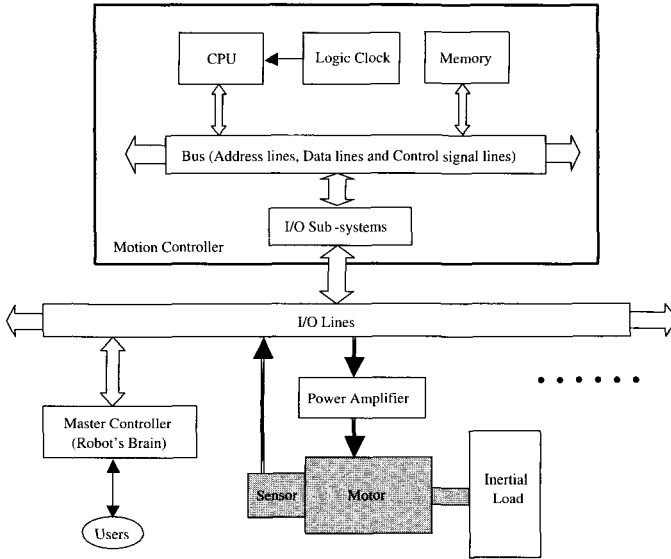 CPU
Logic Clock
Memory
Bus (Address lines, Data lines and Control signal lines)
I/O Sub-systems
Motion Controller
I/O Lines
Power Amplifier
Master Controller
(Robot's Brain)
Sensor
Motor
Inertial
Load
Users